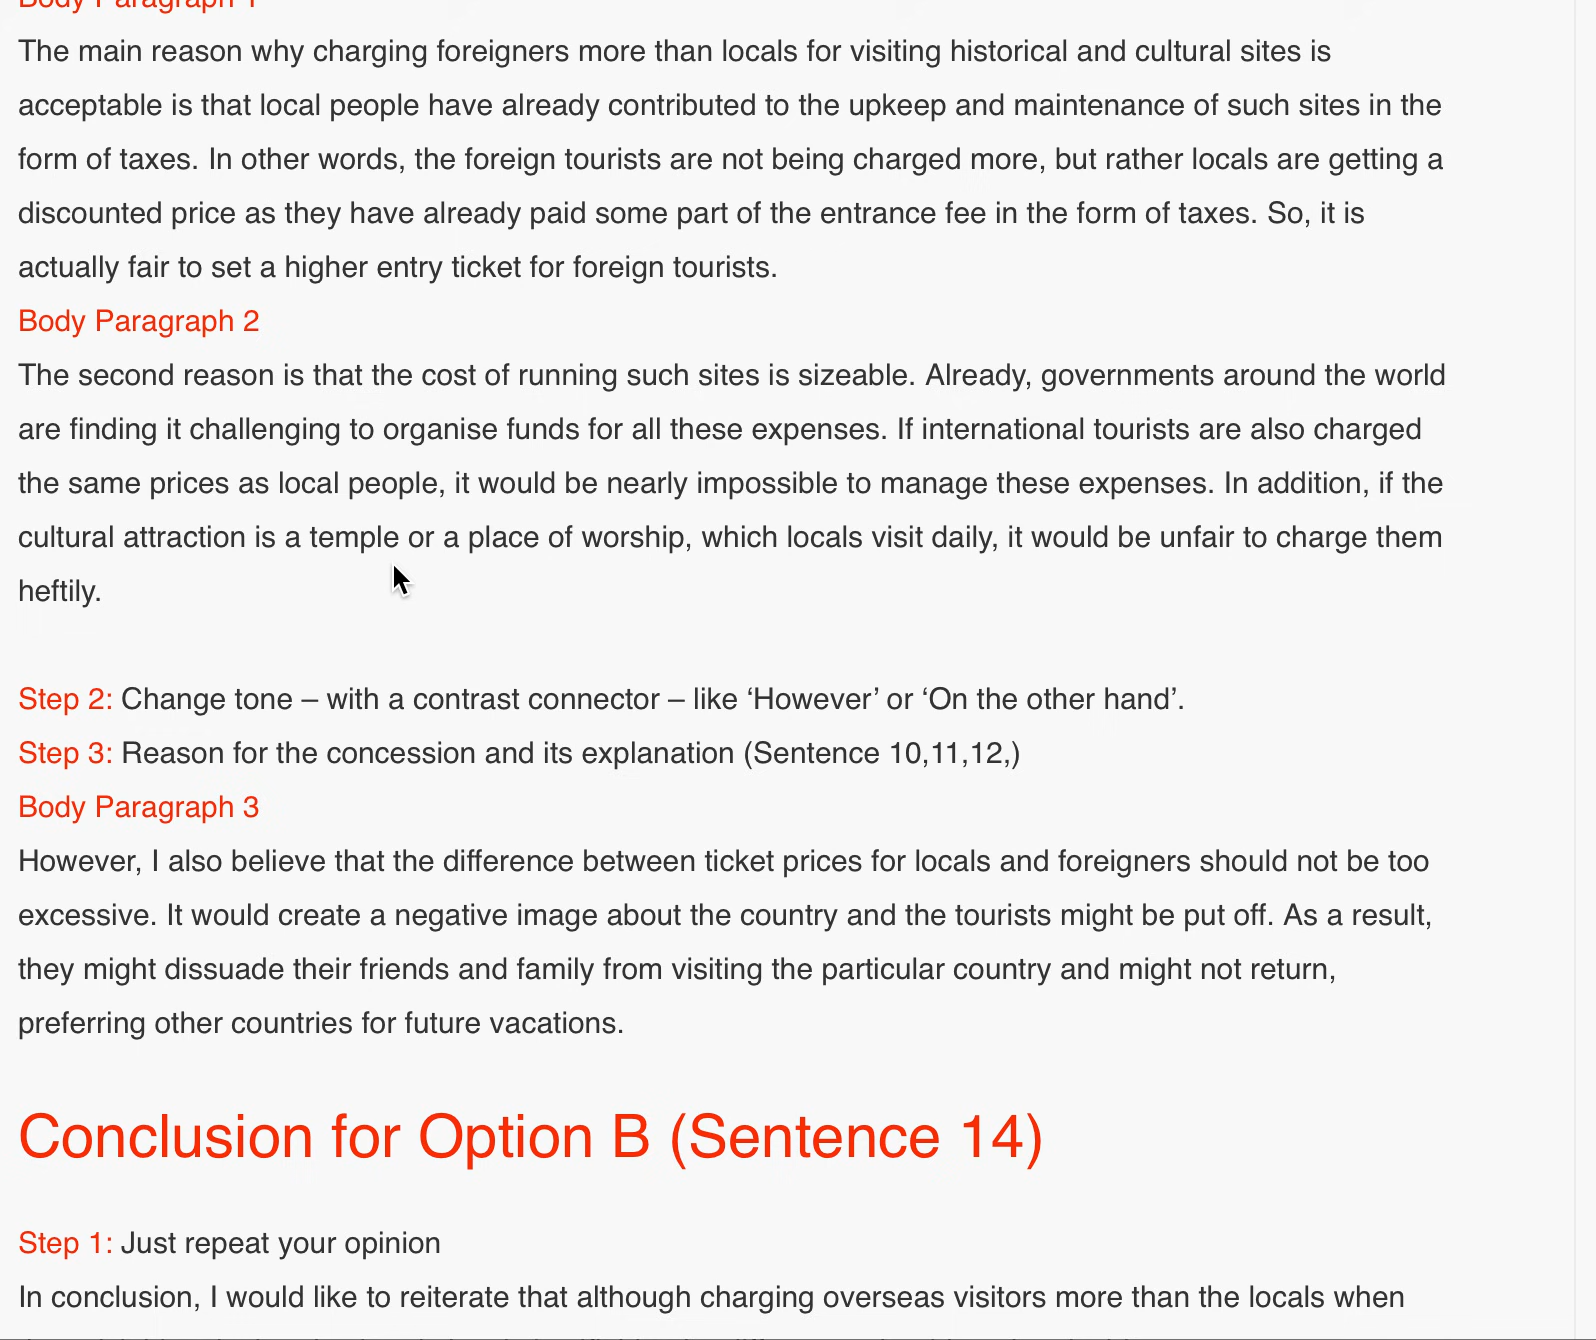 Body Paragraph 1
The main reason why charging foreigners more than locals for visiting historical and cultural sites is
acceptable is that local people have already contributed to the upkeep and maintenance of such sites in the
form of taxes. In other words, the foreign tourists are not being charged more, but rather locals are getting a
discounted price as they have already paid some part of the entrance fee in the form of taxes. So, it is
actually fair to set a higher entry ticket for foreign tourists.
Body Paragraph 2
The second reason is that the cost of running such sites is sizeable. Already, governments around the world
are finding it challenging to organise funds for all these expenses. If international tourists are also charged
the same prices as local people, it would be nearly impossible to manage these expenses. In addition, if the
cultural attraction is a temple or a place of worship, which locals visit daily, it would be unfair to charge them
heftily.
Step 2: Change tone – with a contrast connector – like ‘However’ or ‘On the other hand’.
Step 3: Reason for the concession and its explanation (Sentence 10,11,12,)
Body Paragraph 3
However, I also believe that the difference between ticket prices for locals and foreigners should not be too
excessive. It would create a negative image about the country and the tourists might be put off. As a result,
they might dissuade their friends and family from visiting the particular country and might not return,
preferring other countries for future vacations.
Conclusion for Option B (Sentence 14)
Step 1: Just repeat your opinion
In conclusion, I would like to reiterate that although charging overseas visitors more than the locals when